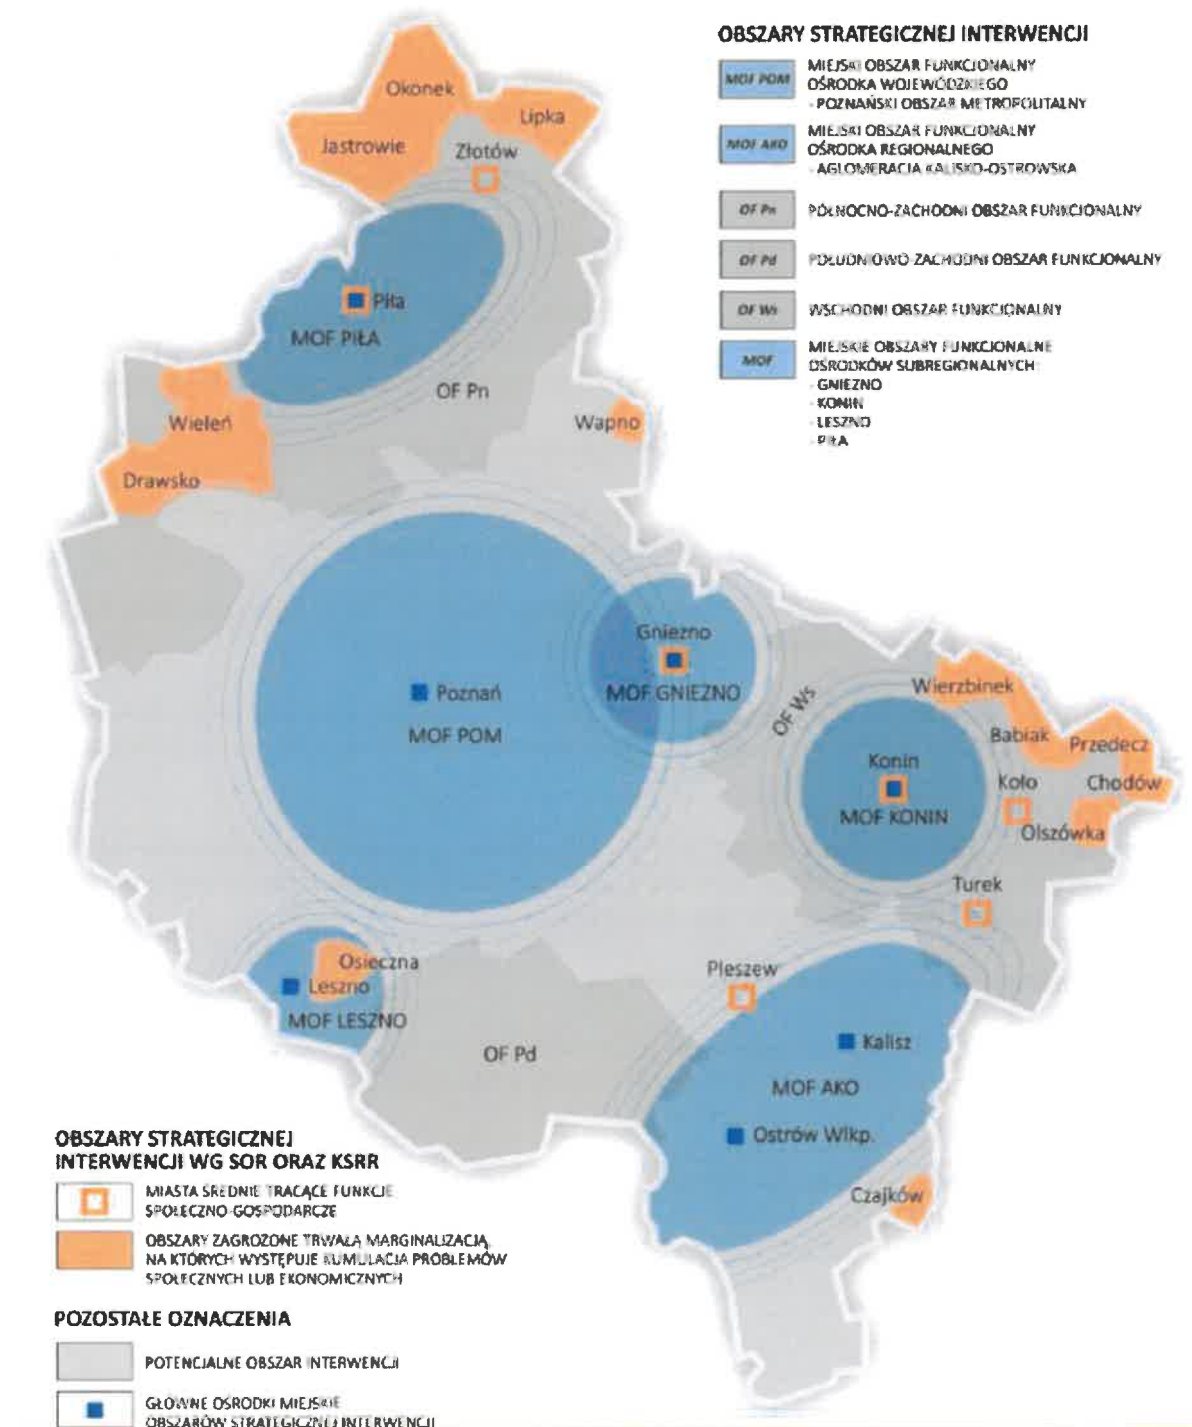 OBSZARY STRATEGICZNEJ INTERWENCJI
MOF POM
MIEJSKI OBSZAR FUNKCJONALNY
OŚRODKA WOJEWÓDZKIEGO
- POZNAŃSKI OBSZAR METROPOLITALNY
MOF AKO
MIEJSKI OBSZAR FUNKCJONALNY
OŚRODKA REGIONALNEGO
- AGLOMERACJA KALISKO-OSTROWSKA
OF Pn
PÓŁNOCNO-ZACHODNI OBSZAR FUNKCJONALNY
OF Pd
POŁUDNIOWO-ZACHODNI OBSZAR FUNKCJONALNY
OF Ws
WSCHODNI OBSZAR FUNKCJONALNY
MOF
MIEJSKIE OBSZARY FUNKCJONALNE
OŚRODKÓW SUBREGIONALNYCH:
- GNIEZNO
- KONIN
- LESZNO
- PIŁA
Okonek
Lipka
Jastrowie
Złotów
Piła
MOF PIŁA
OF Pn
Wapno
Wieleń
Drawsko
Gniezno
MOF GNIEZNO
Poznań
MOF POM
OF Ws
Wierzbinek
Babiak
Przedecz
Konin
Koło
Chodów
MOF KONIN
Olszówka
Turek
Osieczna
Leszno
MOF LESZNO
Pleszew
OF Pd
Kalisz
MOF AKO
Ostrów Wlkp.
Czajków
OBSZARY STRATEGICZNEJ
INTERWENCJI WG SOR ORAZ KSRR
MIASTA ŚREDNIE TRACĄCE FUNKCJE
SPOŁECZNO-GOSPODARCZE
OBSZARY ZAGROŻONE TRWAŁĄ MARGINALIZACJĄ,
NA KTÓRYCH WYSTĘPUJE KUMULACJA PROBLEMÓW
SPOŁECZNYCH LUB EKONOMICZNYCH
POZOSTAŁE OZNACZENIA
POTENCJALNE OBSZAR INTERWENCJI
GŁÓWNE OŚRODKI MIEJSKIE
OBSZARÓW STRATEGICZNEJ INTERWENCJI